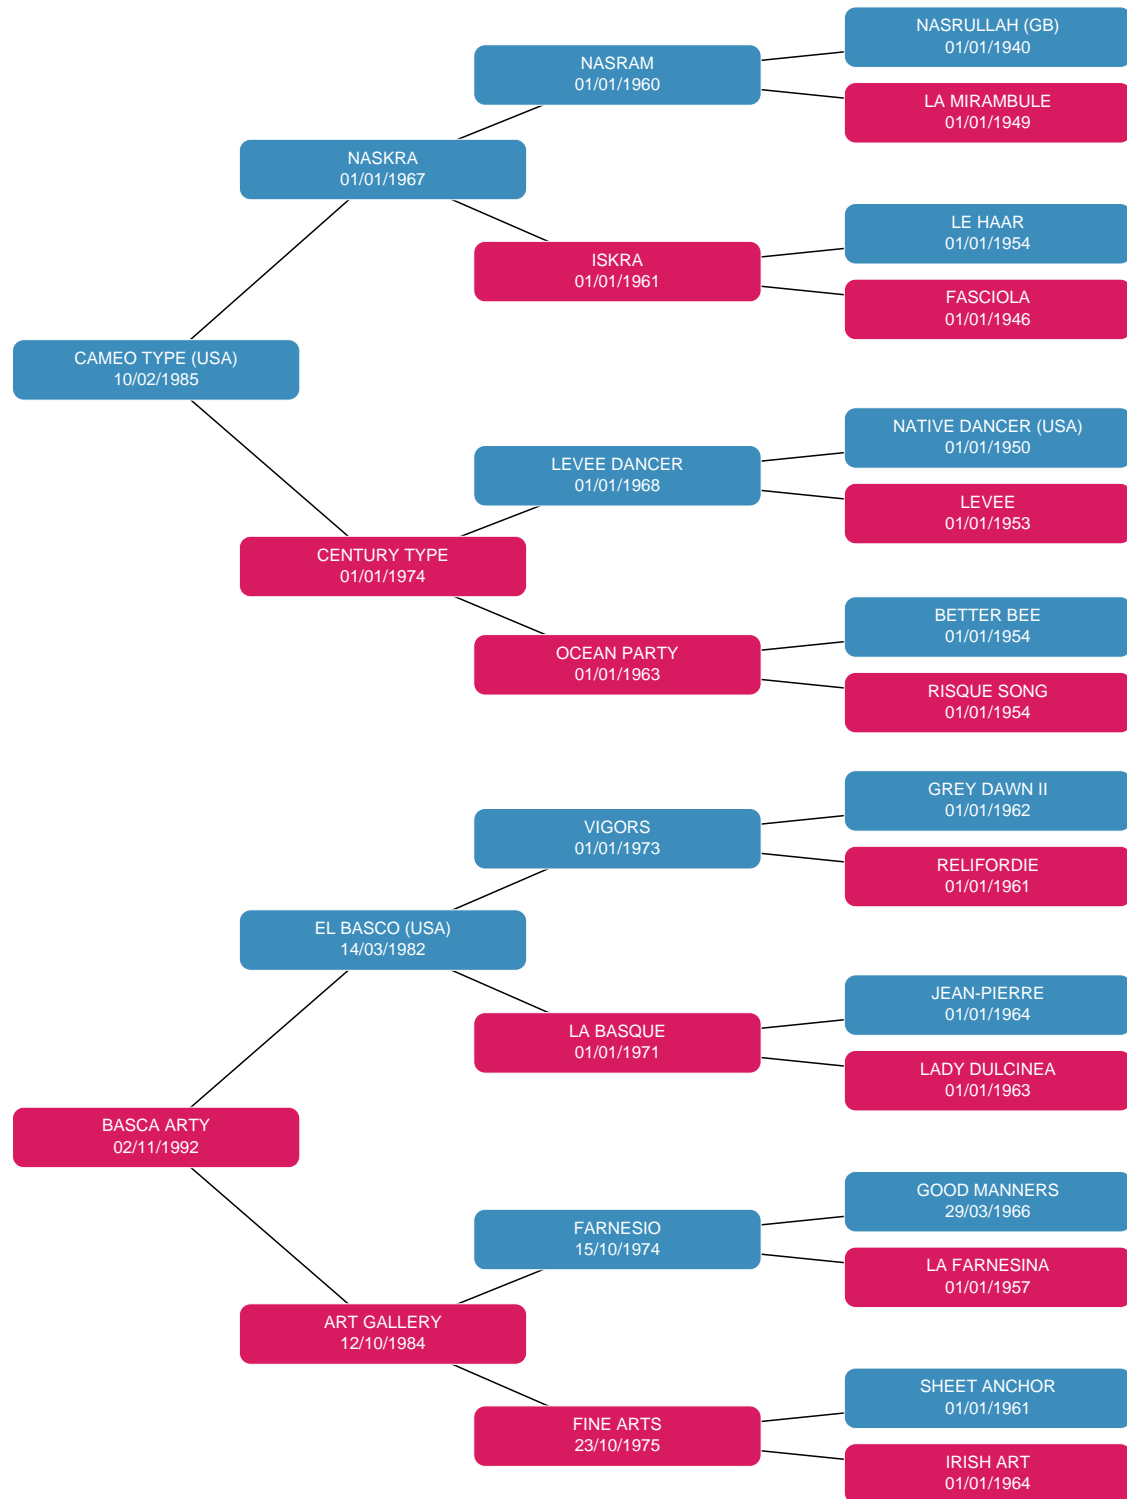 NASRULLAH (GB)
01/01/1940
NASRAM
01/01/1960
LA MIRAMBULE
01/01/1949
NASKRA
01/01/1967
LE HAAR
01/01/1954
ISKRA
01/01/1961
FASCIOLA
01/01/1946
CAMEO TYPE (USA)
10/02/1985
NATIVE DANCER (USA)
01/01/1950
LEVEE DANCER
01/01/1968
LEVEE
01/01/1953
CENTURY TYPE
01/01/1974
BETTER BEE
01/01/1954
OCEAN PARTY
01/01/1963
RISQUE SONG
01/01/1954
GREY DAWN II
01/01/1962
VIGORS
01/01/1973
RELIFORDIE
01/01/1961
EL BASCO (USA)
14/03/1982
JEAN-PIERRE
01/01/1964
LA BASQUE
01/01/1971
LADY DULCINEA
01/01/1963
BASCA ARTY
02/11/1992
GOOD MANNERS
29/03/1966
FARNESIO
15/10/1974
LA FARNESINA
01/01/1957
ART GALLERY
12/10/1984
SHEET ANCHOR
01/01/1961
FINE ARTS
23/10/1975
IRISH ART
01/01/1964